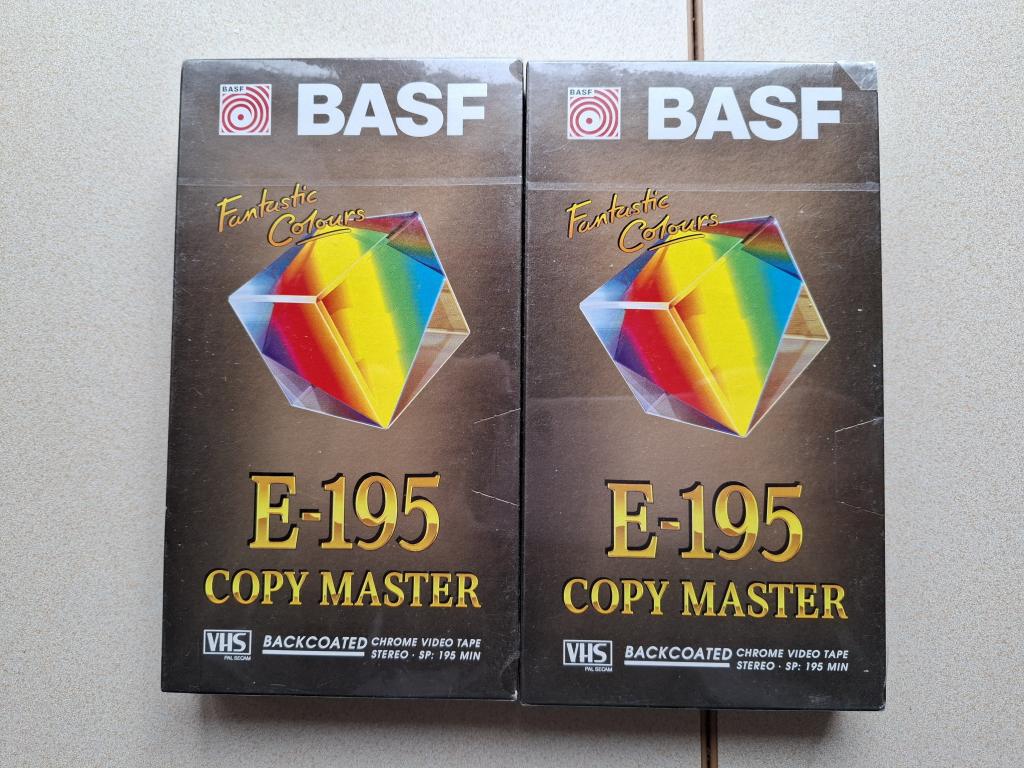 BASF BASF
Fantastic
Colours
E-195
COPY MASTER
VHS
PAL SECAM
BACKCOATED
CHROME VIDEO TAPE
STEREO · SP: 195 MIN
BASF BASF
Fantastic
Colours
E-195
COPY MASTER
VHS
PAL SECAM
BACKCOATED
CHROME VIDEO TAPE
STEREO · SP: 195 MIN